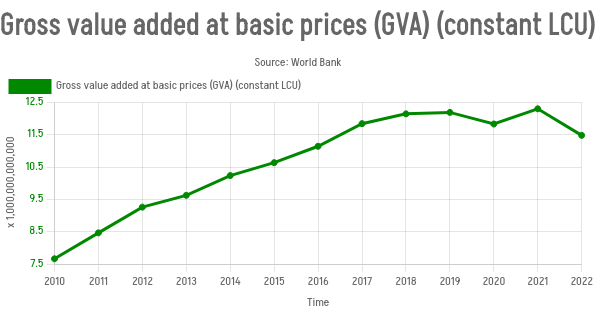 Gross value added at basic prices (GVA) (constant LCU)
Source: World Bank
Gross value added at basic prices (GVA) (constant LCU)
x 1,000,000,000,000
12.5
11.5
10.5
9.5
8.5
7.5
2010 2011 2012 2013 2014 2015 2016 2017 2018 2019 2020 2021 2022
Time